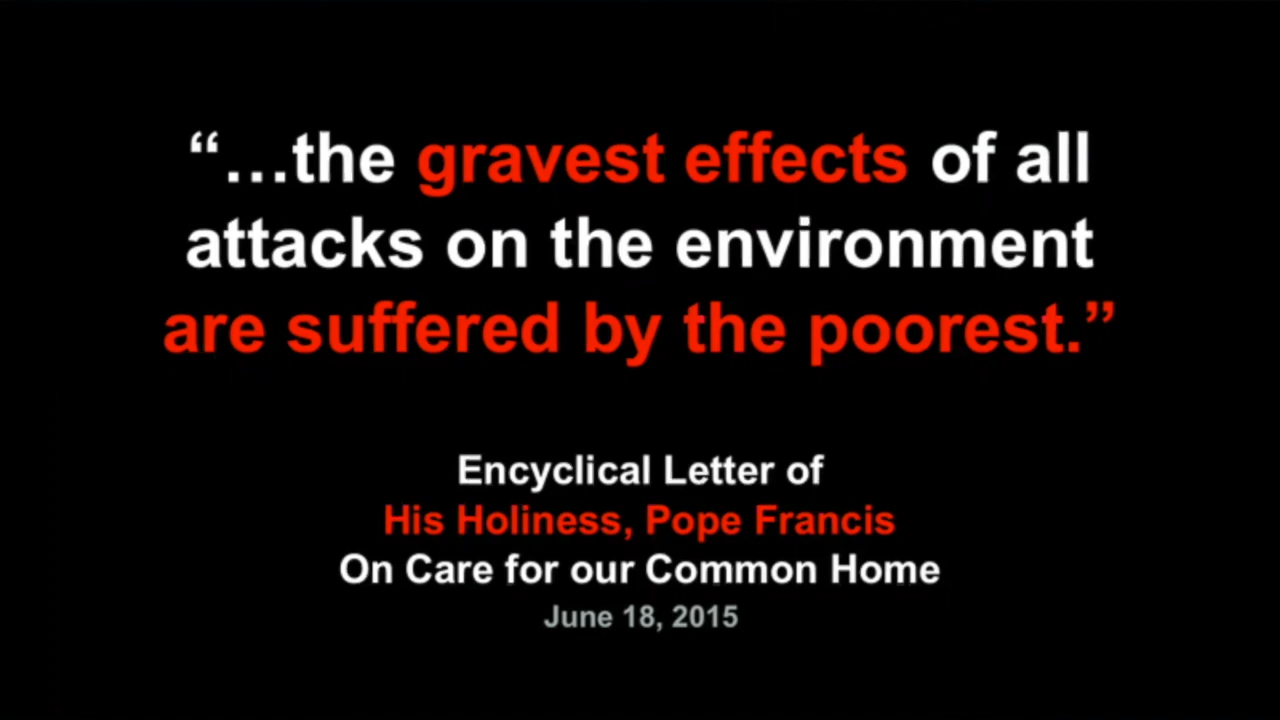 “…the gravest effects of all
attacks on the environment
are suffered by the poorest.”
Encyclical Letter of
His Holiness, Pope Francis
On Care for our Common Home
June 18, 2015